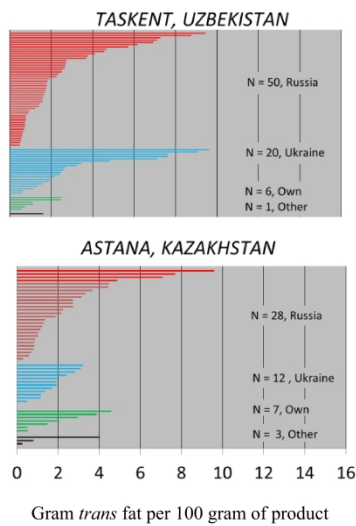 TASKENT, UZBEKISTAN
N = 50, Russia
N = 20, Ukraine
N = 6, Own
N = 1, Other
ASTANA, KAZAKHSTAN
N = 28, Russia
N = 12 , Ukraine
N = 7, Own
N = 3, Other
0 2 4 6 8 10 12 14 16
Gram trans fat per 100 gram of product